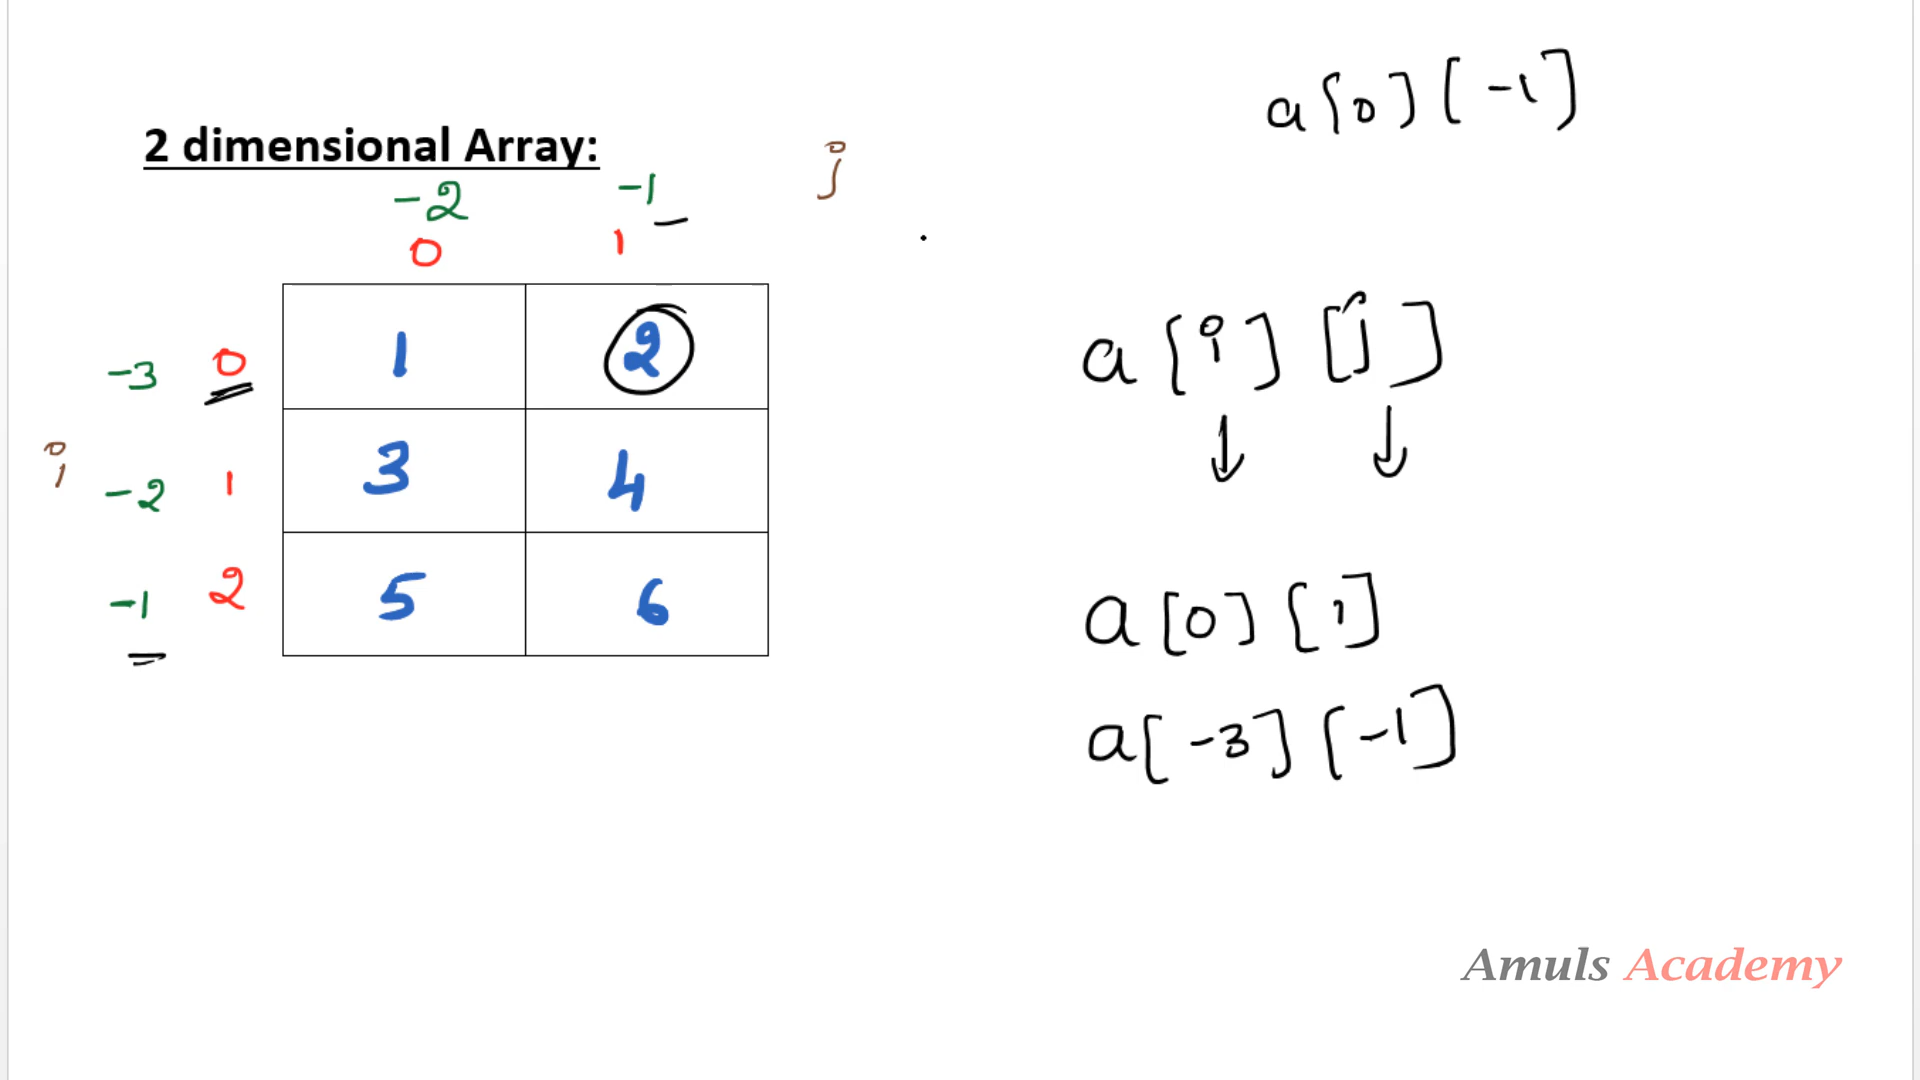 2 dimensional Array:
-2 -1
0 1
j
-3 0 1 2
i -2 1 3 4
-1 2 5 6
a[0][-1]
a[i][j]
a[0][1]
a[-3][-1]
Amuls Academy